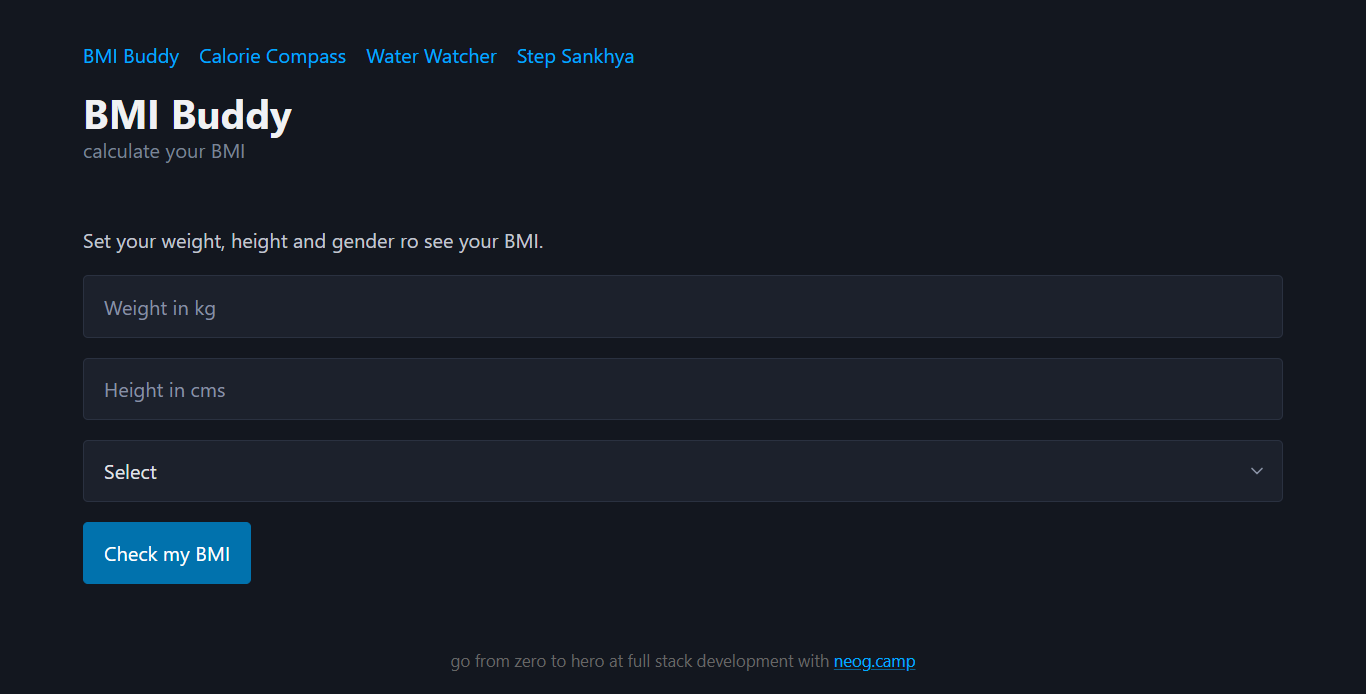 BMI Buddy Calorie Compass Water Watcher Step Sankhya
BMI Buddy
calculate your BMI
Set your weight, height and gender ro see your BMI.
Weight in kg
Height in cms
Select
Check my BMI
go from zero to hero at full stack development with neog.camp